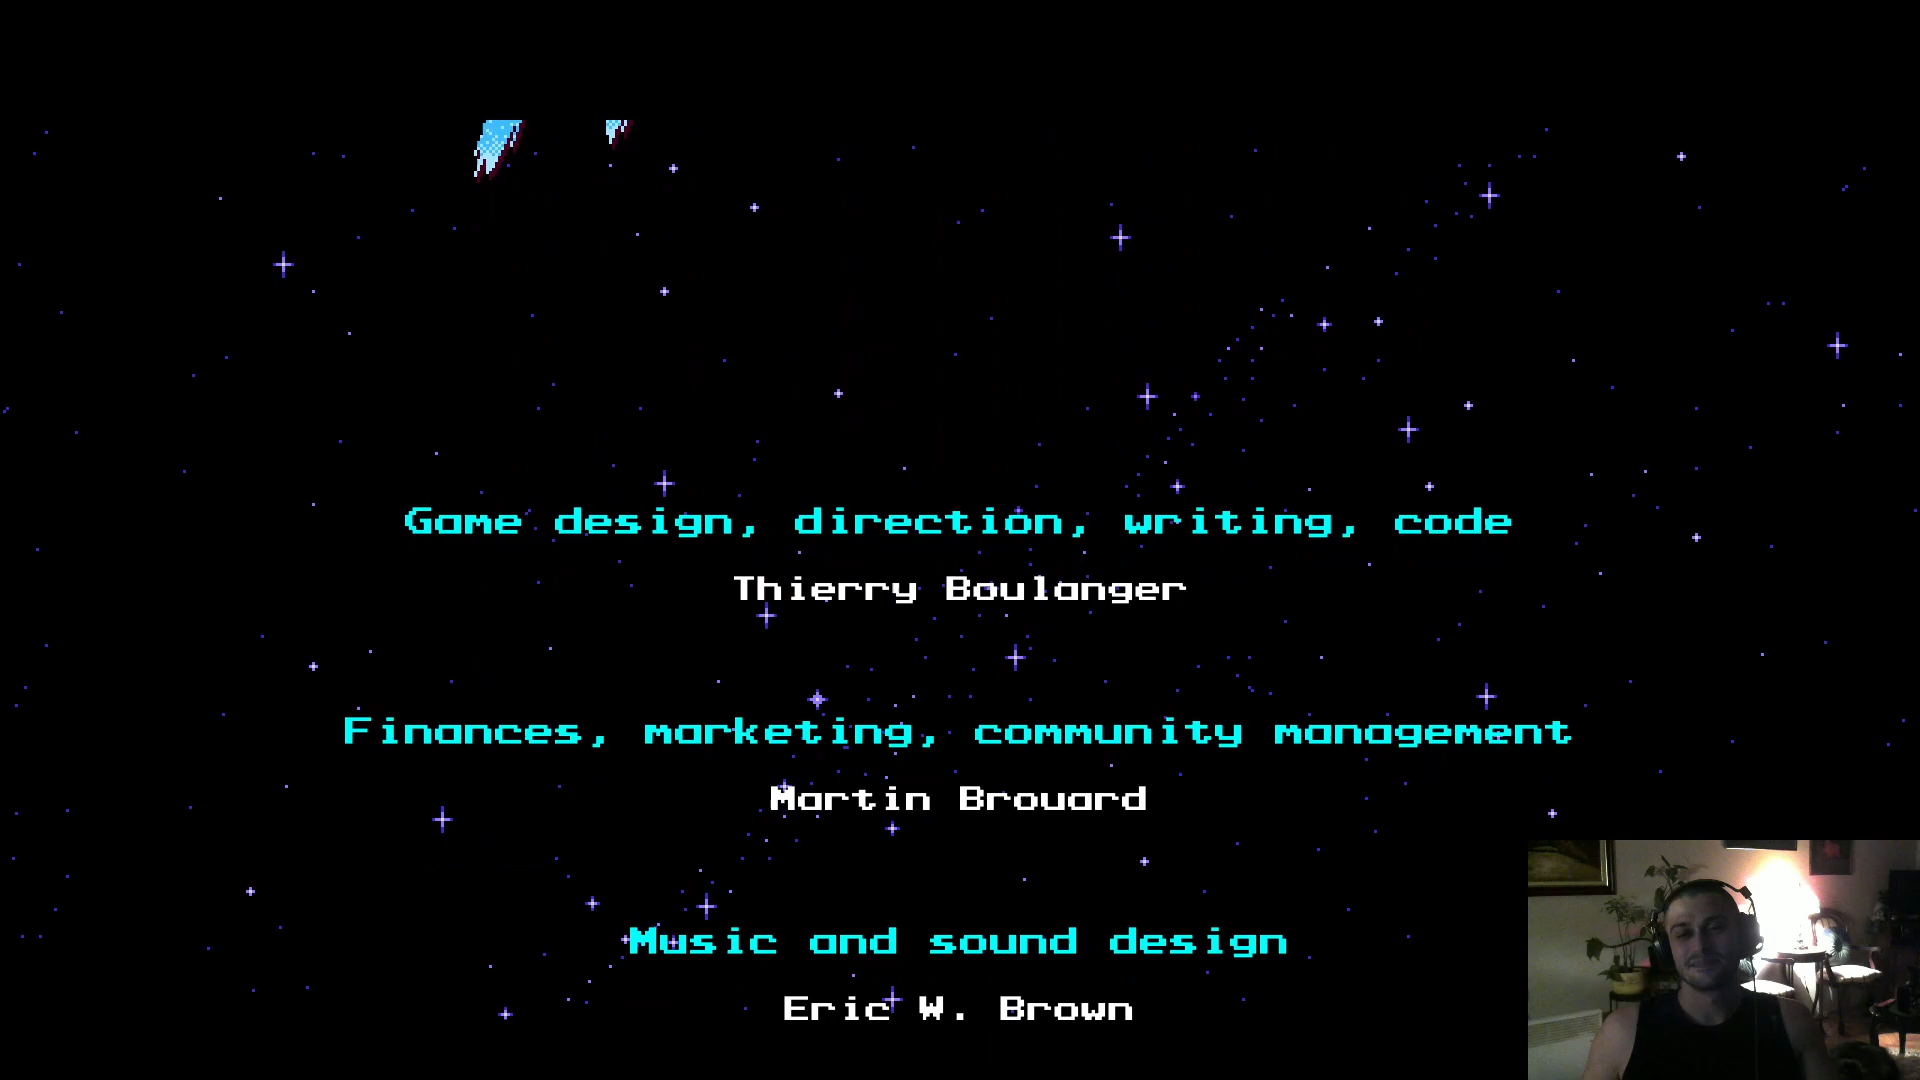 Game design, direction, writing, code
Thierry Boulanger
Finances, marketing, community management
Martin Brouard
Music and sound design
Eric W. Brown